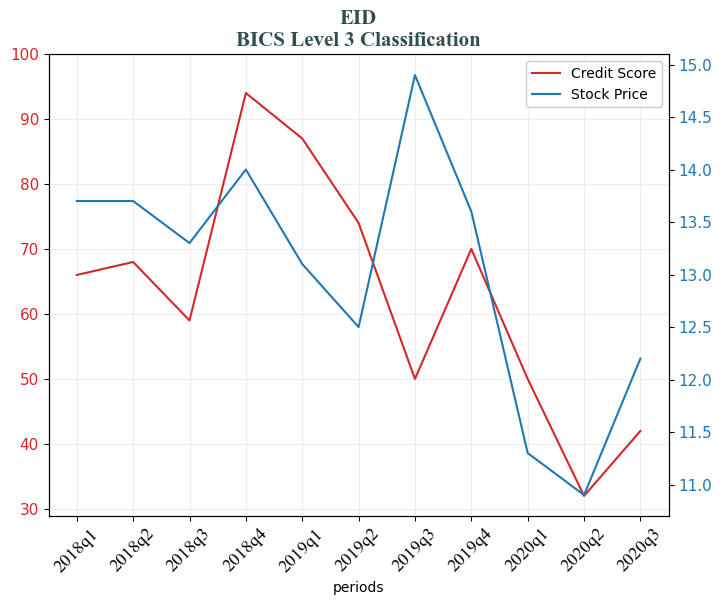 EID
BICS Level 3 Classification
Credit Score
Stock Price
100
90
80
70
60
50
40
30
15.0
14.5
14.0
13.5
13.0
12.5
12.0
11.5
11.0
2018q1
2018q2
2018q3
2018q4
2019q1
2019q2
2019q3
2019q4
2020q1
2020q2
2020q3
periods